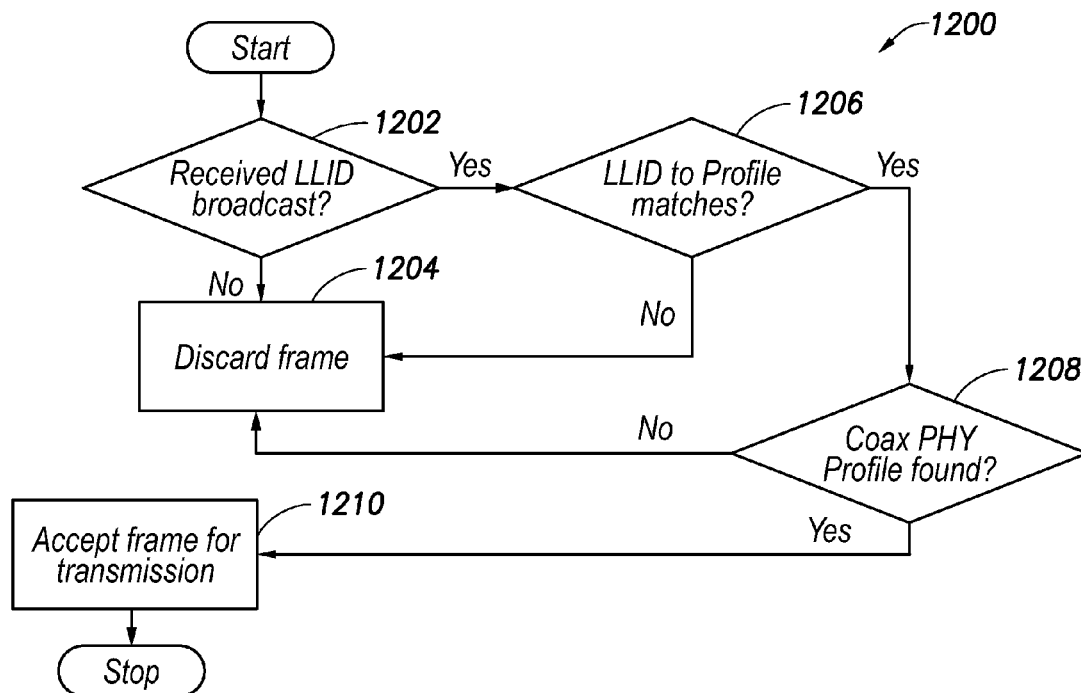 Start
1200
1202
Received LLID
broadcast?
Yes
1206
LLID to Profile
matches?
Yes
No
1204
Discard frame
No
1208
Coax PHY
Profile found?
No
Yes
1210
Accept frame for
transmission
Stop